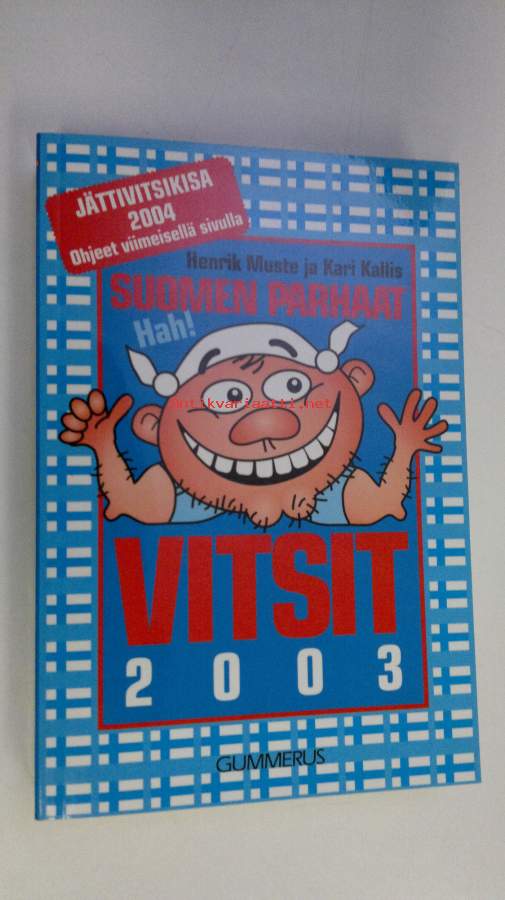 JÄTTIVITSIKISA
2004
Ohjeet viimeisellä sivulla
Henrik Muste ja Kari Kallis
SUOMEN PARHAAT
Hah!
Antikvariaatti.net
VITSIT
2003
GUMMERUS